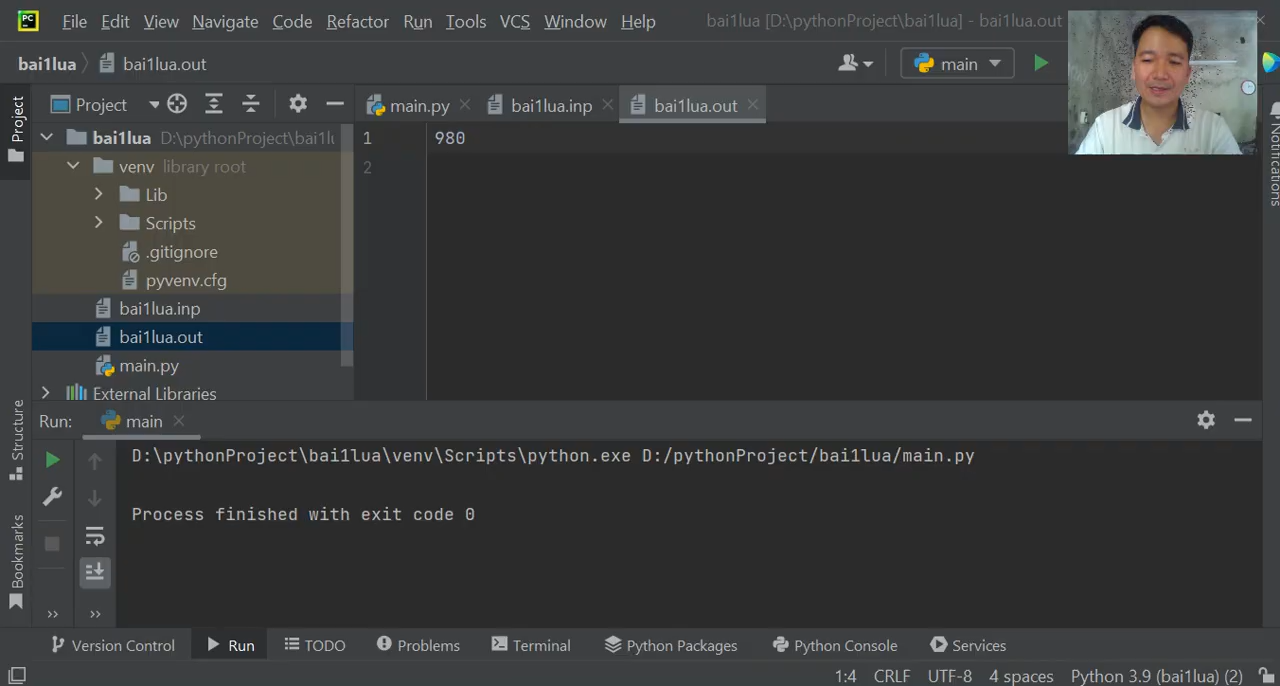 PC File Edit View Navigate Code Refactor Run Tools VCS Window Help bai1lua [D:\pythonProject\bai1lua] - bai1lua.out
bai1lua bai1lua.out main
Project main.py bai1lua.inp bai1lua.out
Project
bai1lua D:\pythonProject\bai1lu
1 980
venv library root
2
Lib
Scripts
.gitignore
pyvenv.cfg
bai1lua.inp
bai1lua.out
main.py
External Libraries
Notifications
Run: main
D:\pythonProject\bai1lua\venv\Scripts\python.exe D:/pythonProject/bai1lua/main.py
Process finished with exit code 0
Structure
Bookmarks
Version Control Run TODO Problems Terminal Python Packages Python Console Services
1:4 CRLF UTF-8 4 spaces Python 3.9 (bai1lua) (2)